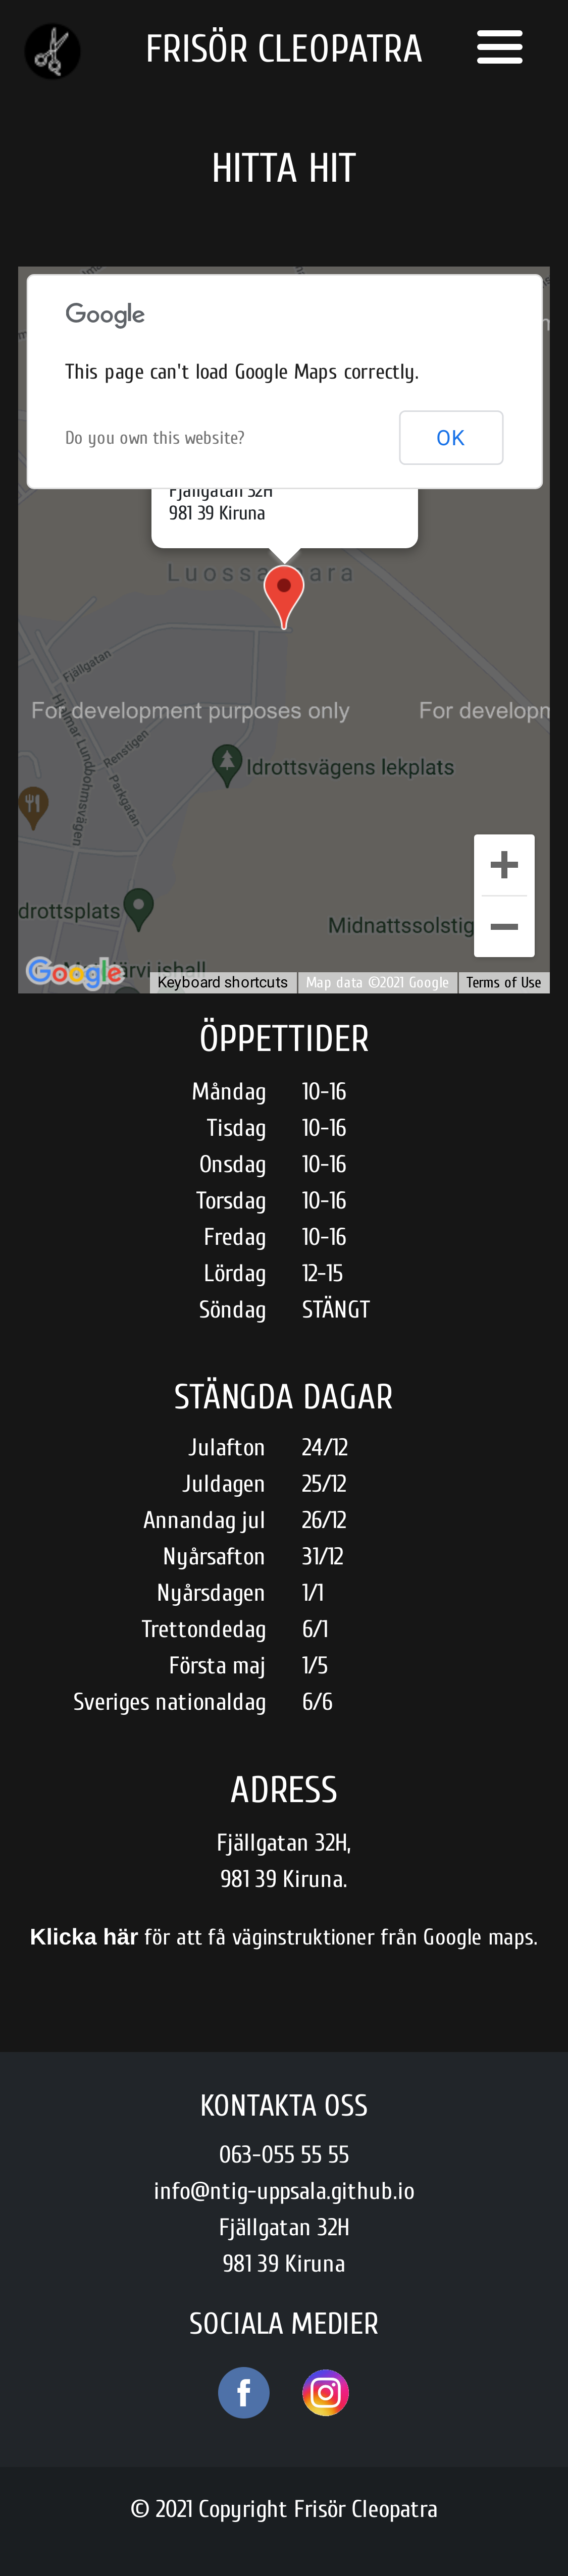 FRISÖR CLEOPATRA
HITTA HIT
Google
This page can't load Google Maps correctly.
Do you own this website?
OK
Fjällgatan 32H
981 39 Kiruna
Fjällgatan
Hjalmar Lundbohmsvägen
Renstigen
Parkgatan
For development purposes only
For developm
Idrottsvägens lekplats
drottsplats
Midnattssolstig
järvi ishall
Google
Keyboard shortcuts
Map data ©2021 Google
Terms of Use
ÖPPETTIDER
Måndag 10-16
Tisdag 10-16
Onsdag 10-16
Torsdag 10-16
Fredag 10-16
Lördag 12-15
Söndag STÄNGT
STÄNGDA DAGAR
Julafton 24/12
Juldagen 25/12
Annandag jul 26/12
Nyårsafton 31/12
Nyårsdagen 1/1
Trettondedag 6/1
Första maj 1/5
Sveriges nationaldag 6/6
ADRESS
Fjällgatan 32H,
981 39 Kiruna.
Klicka här för att få väginstruktioner från Google maps.
KONTAKTA OSS
063-055 55 55
info@ntig-uppsala.github.io
Fjällgatan 32H
981 39 Kiruna
SOCIALA MEDIER
© 2021 Copyright Frisör Cleopatra